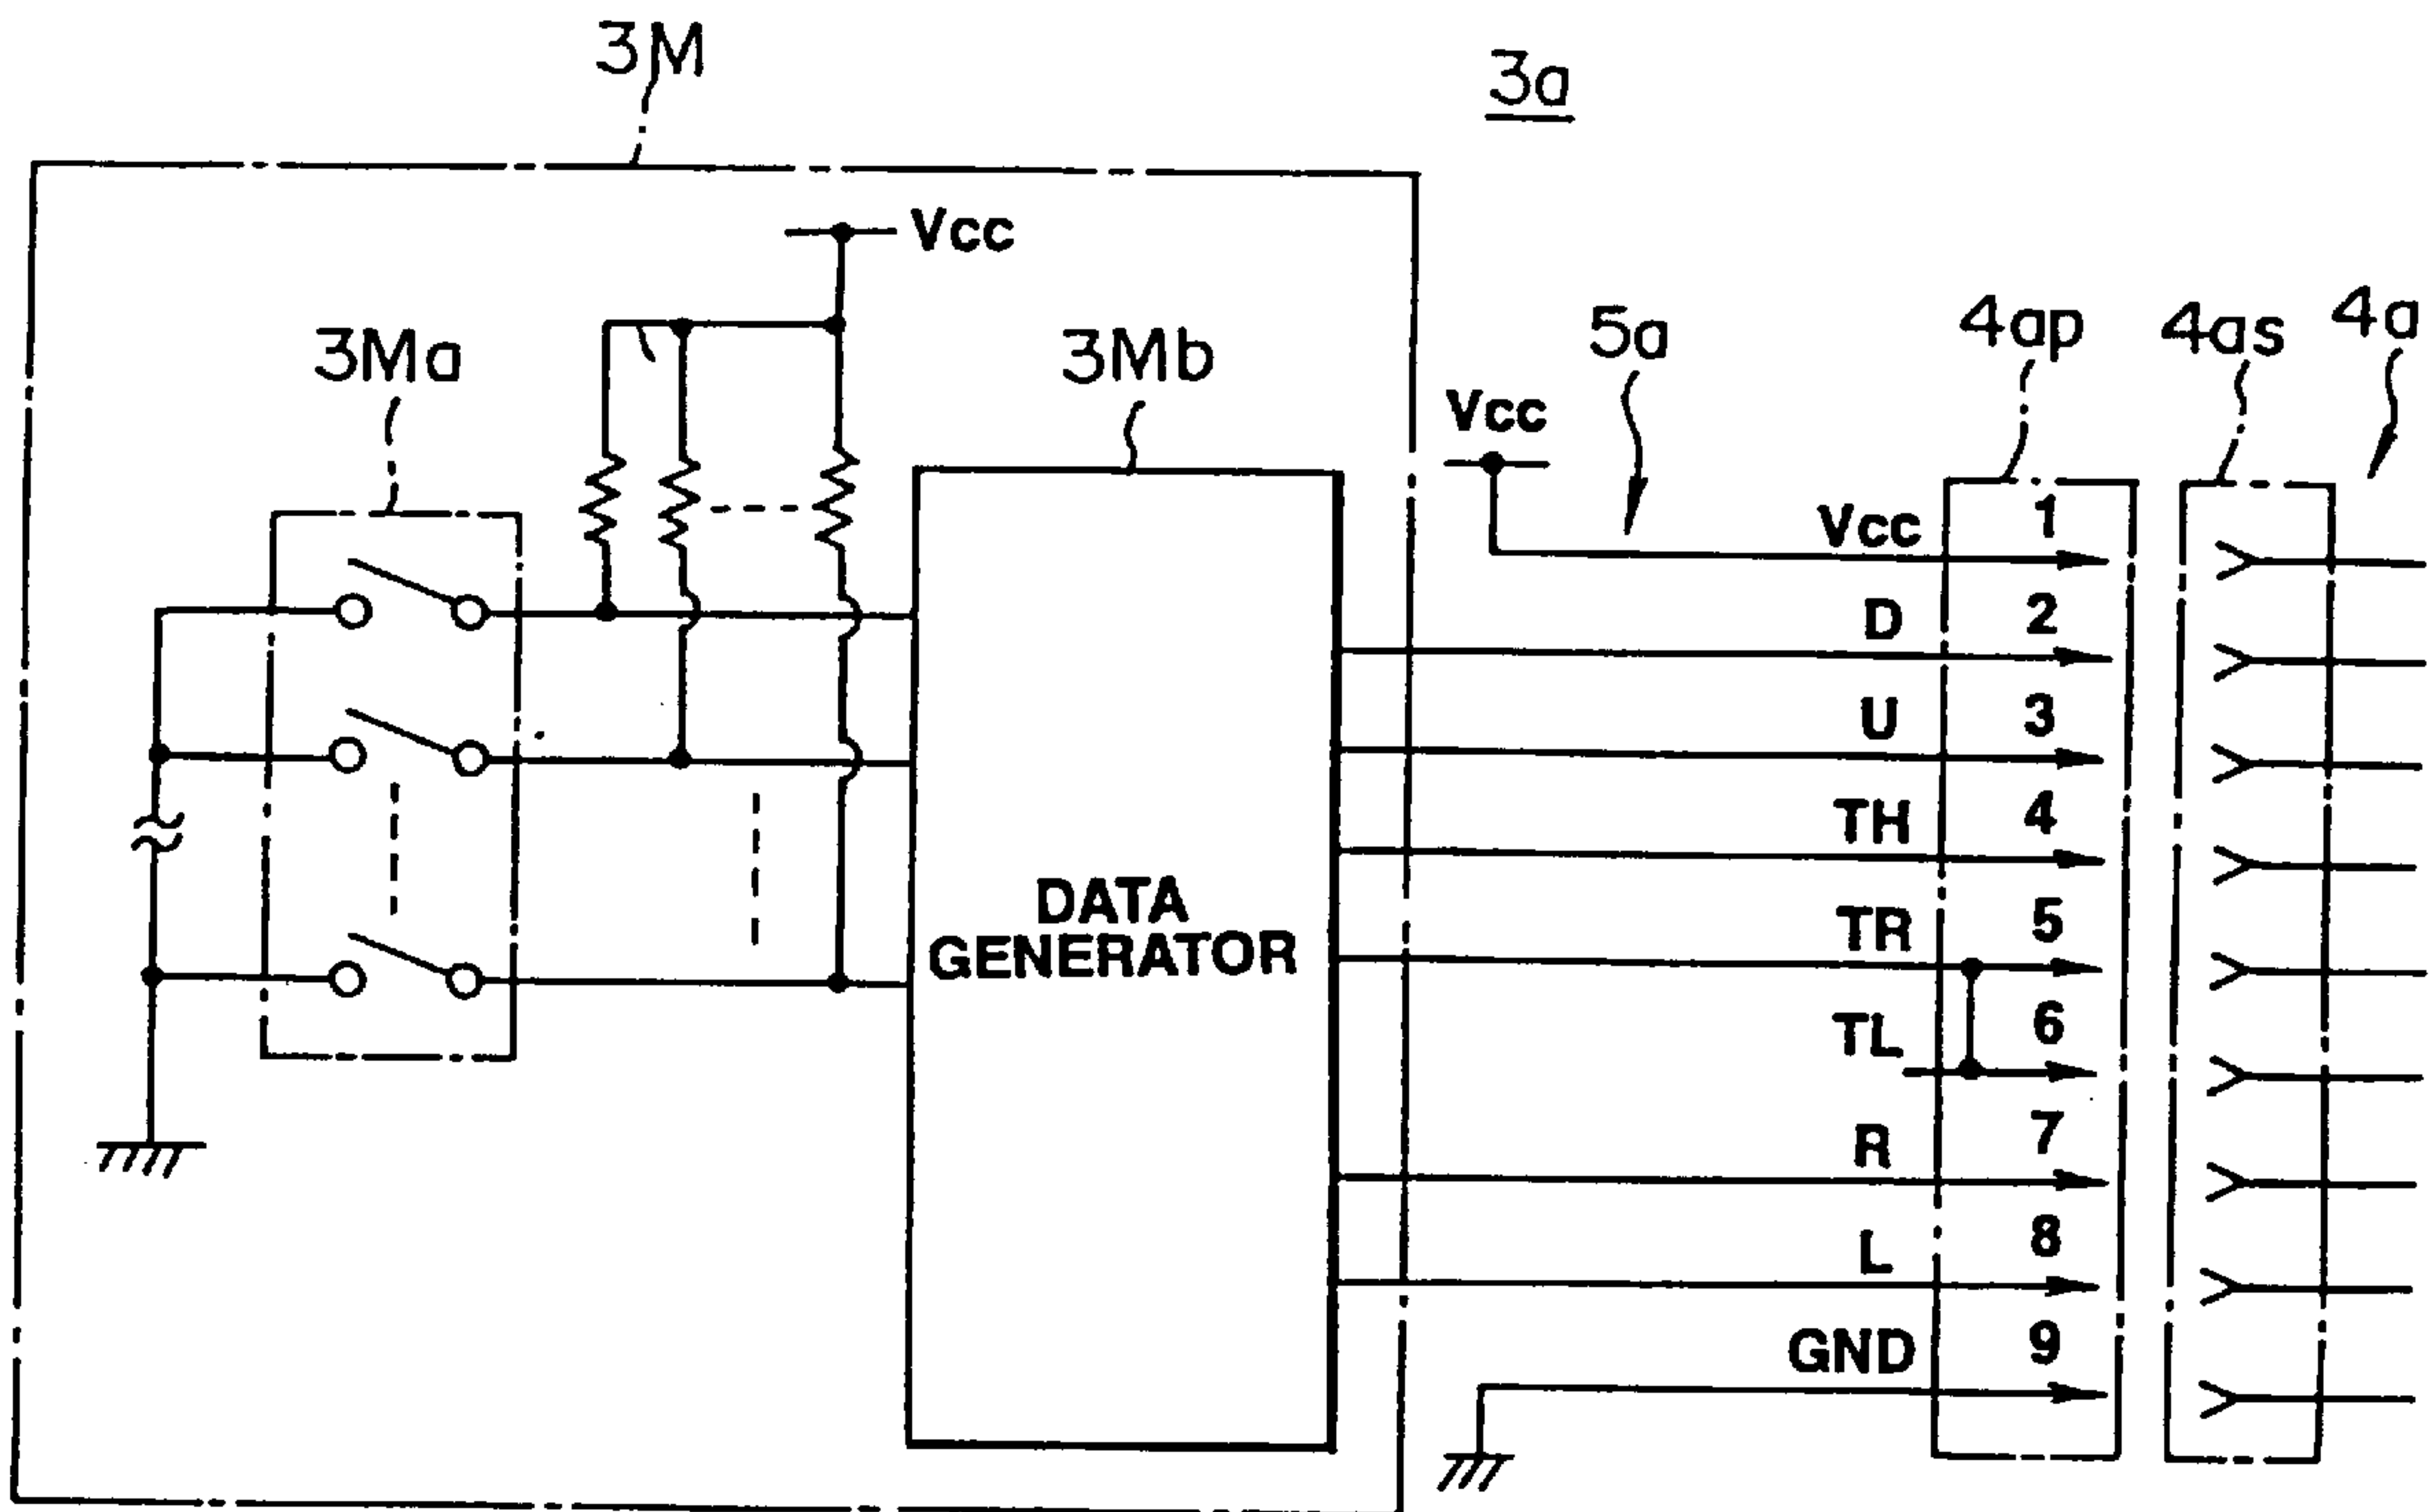 3M
3a
Vcc
3Ma
3Mb
5a
4ap
4as
4a
Vcc
Vcc
1
D
2
U
3
TH
4
TR
5
TL
6
R
7
L
8
GND
9
DATA
GENERATOR